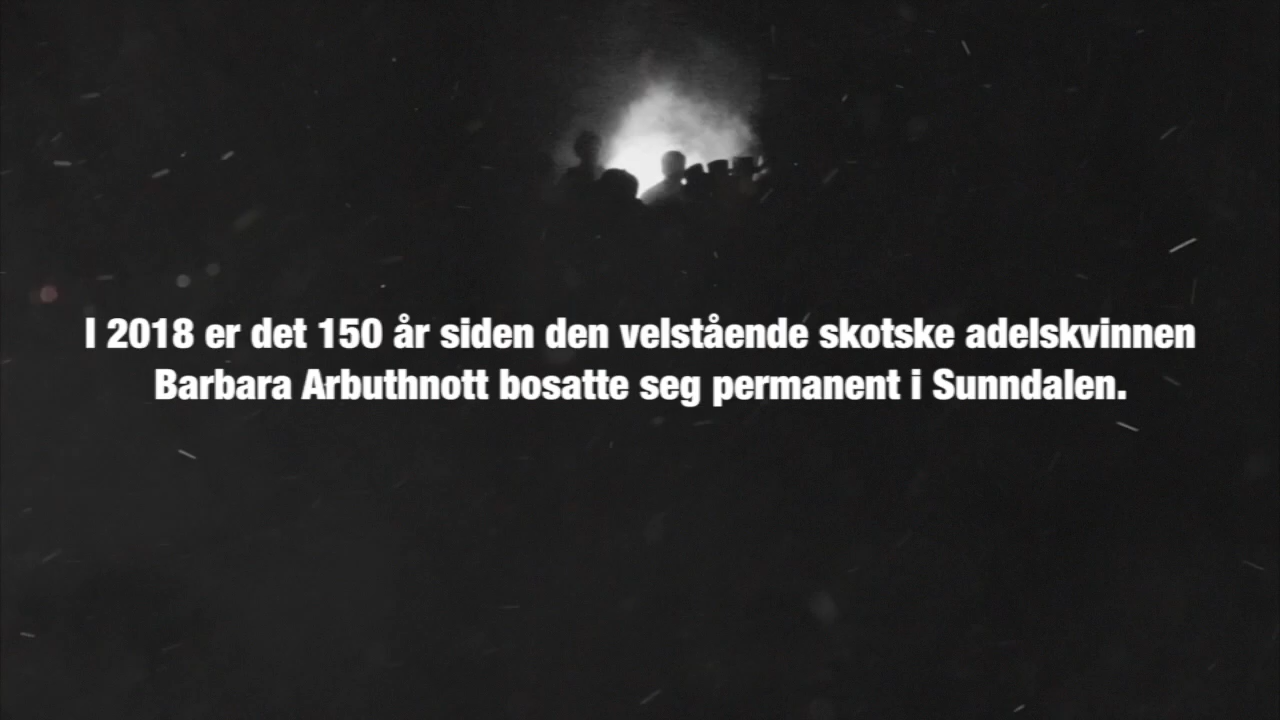 I 2018 er det 150 år siden den velstående skotske adelskvinnen
Barbara Arbuthnott bosatte seg permanent i Sunndalen.